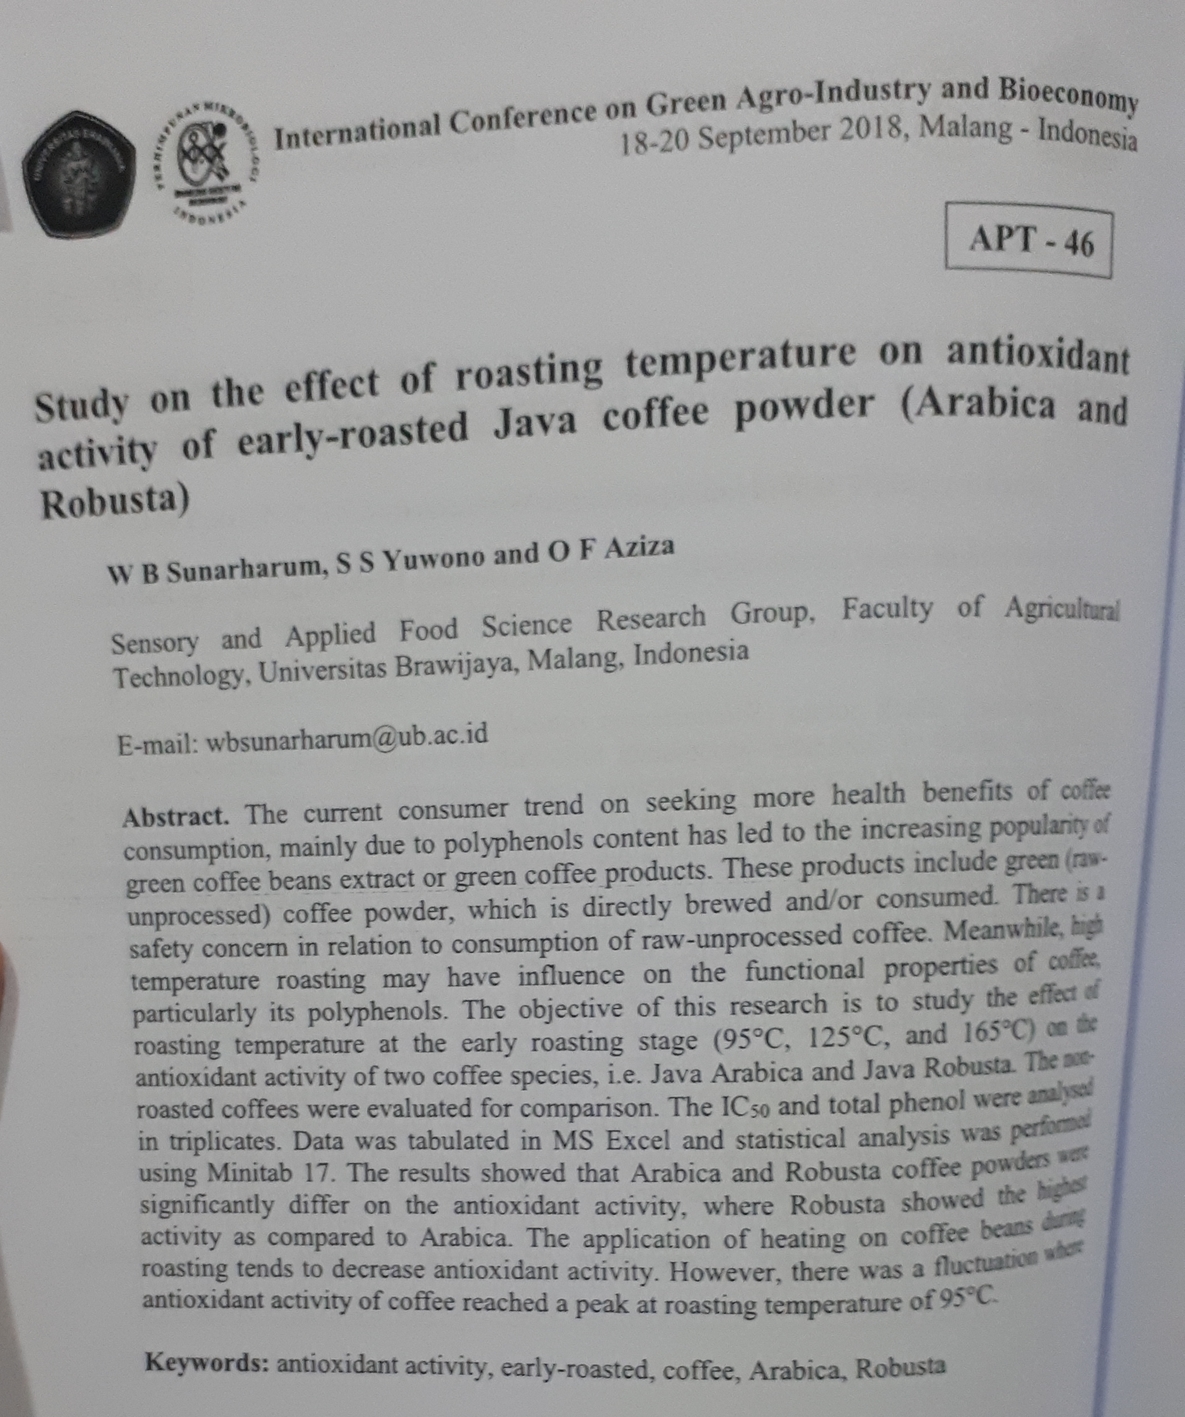 UNIVERSITAS BRAWIJAYA
PERHIMPUNAN MIKROBIOLOGI
INDONESIA
International Conference on Green Agro-Industry and Bioeconomy
18-20 September 2018, Malang - Indonesia
APT - 46
Study on the effect of roasting temperature on antioxidant
activity of early-roasted Java coffee powder (Arabica and
Robusta)
W B Sunarharum, S S Yuwono and O F Aziza
Sensory and Applied Food Science Research Group, Faculty of Agricultural
Technology, Universitas Brawijaya, Malang, Indonesia
E-mail: wbsunarharum@ub.ac.id
Abstract. The current consumer trend on seeking more health benefits of coffee
consumption, mainly due to polyphenols content has led to the increasing popularity of
green coffee beans extract or green coffee products. These products include green (raw-
unprocessed) coffee powder, which is directly brewed and/or consumed. There is a
safety concern in relation to consumption of raw-unprocessed coffee. Meanwhile, high
temperature roasting may have influence on the functional properties of coffee,
particularly its polyphenols. The objective of this research is to study the effect of
roasting temperature at the early roasting stage (95°C, 125°C, and 165°C) on the
antioxidant activity of two coffee species, i.e. Java Arabica and Java Robusta. The non-
roasted coffees were evaluated for comparison. The IC50 and total phenol were analysed
in triplicates. Data was tabulated in MS Excel and statistical analysis was performed
using Minitab 17. The results showed that Arabica and Robusta coffee powders were
significantly differ on the antioxidant activity, where Robusta showed the highest
activity as compared to Arabica. The application of heating on coffee beans during
roasting tends to decrease antioxidant activity. However, there was a fluctuation where
antioxidant activity of coffee reached a peak at roasting temperature of 95°C.
Keywords: antioxidant activity, early-roasted, coffee, Arabica, Robusta